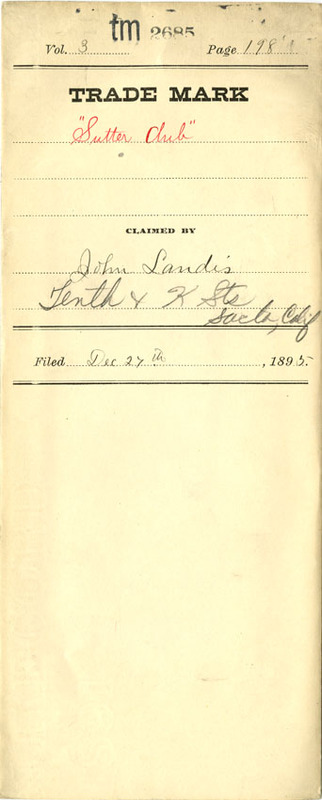 tm 2685
Vol. 3 Page 198
TRADE MARK
"Sutter Club"
CLAIMED BY
John Landis
Tenth & K Sts
Sacto, Calif
Filed Dec 27th, 1895.